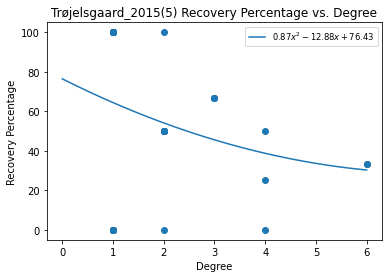 Trøjelsgaard_2015(5) Recovery Percentage vs. Degree
0.87x² − 12.88x + 76.43
100
80
60
40
20
0
Recovery Percentage
0 1 2 3 4 5 6
Degree